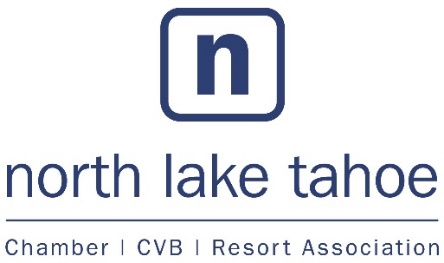 n
north lake tahoe
Chamber | CVB | Resort Association